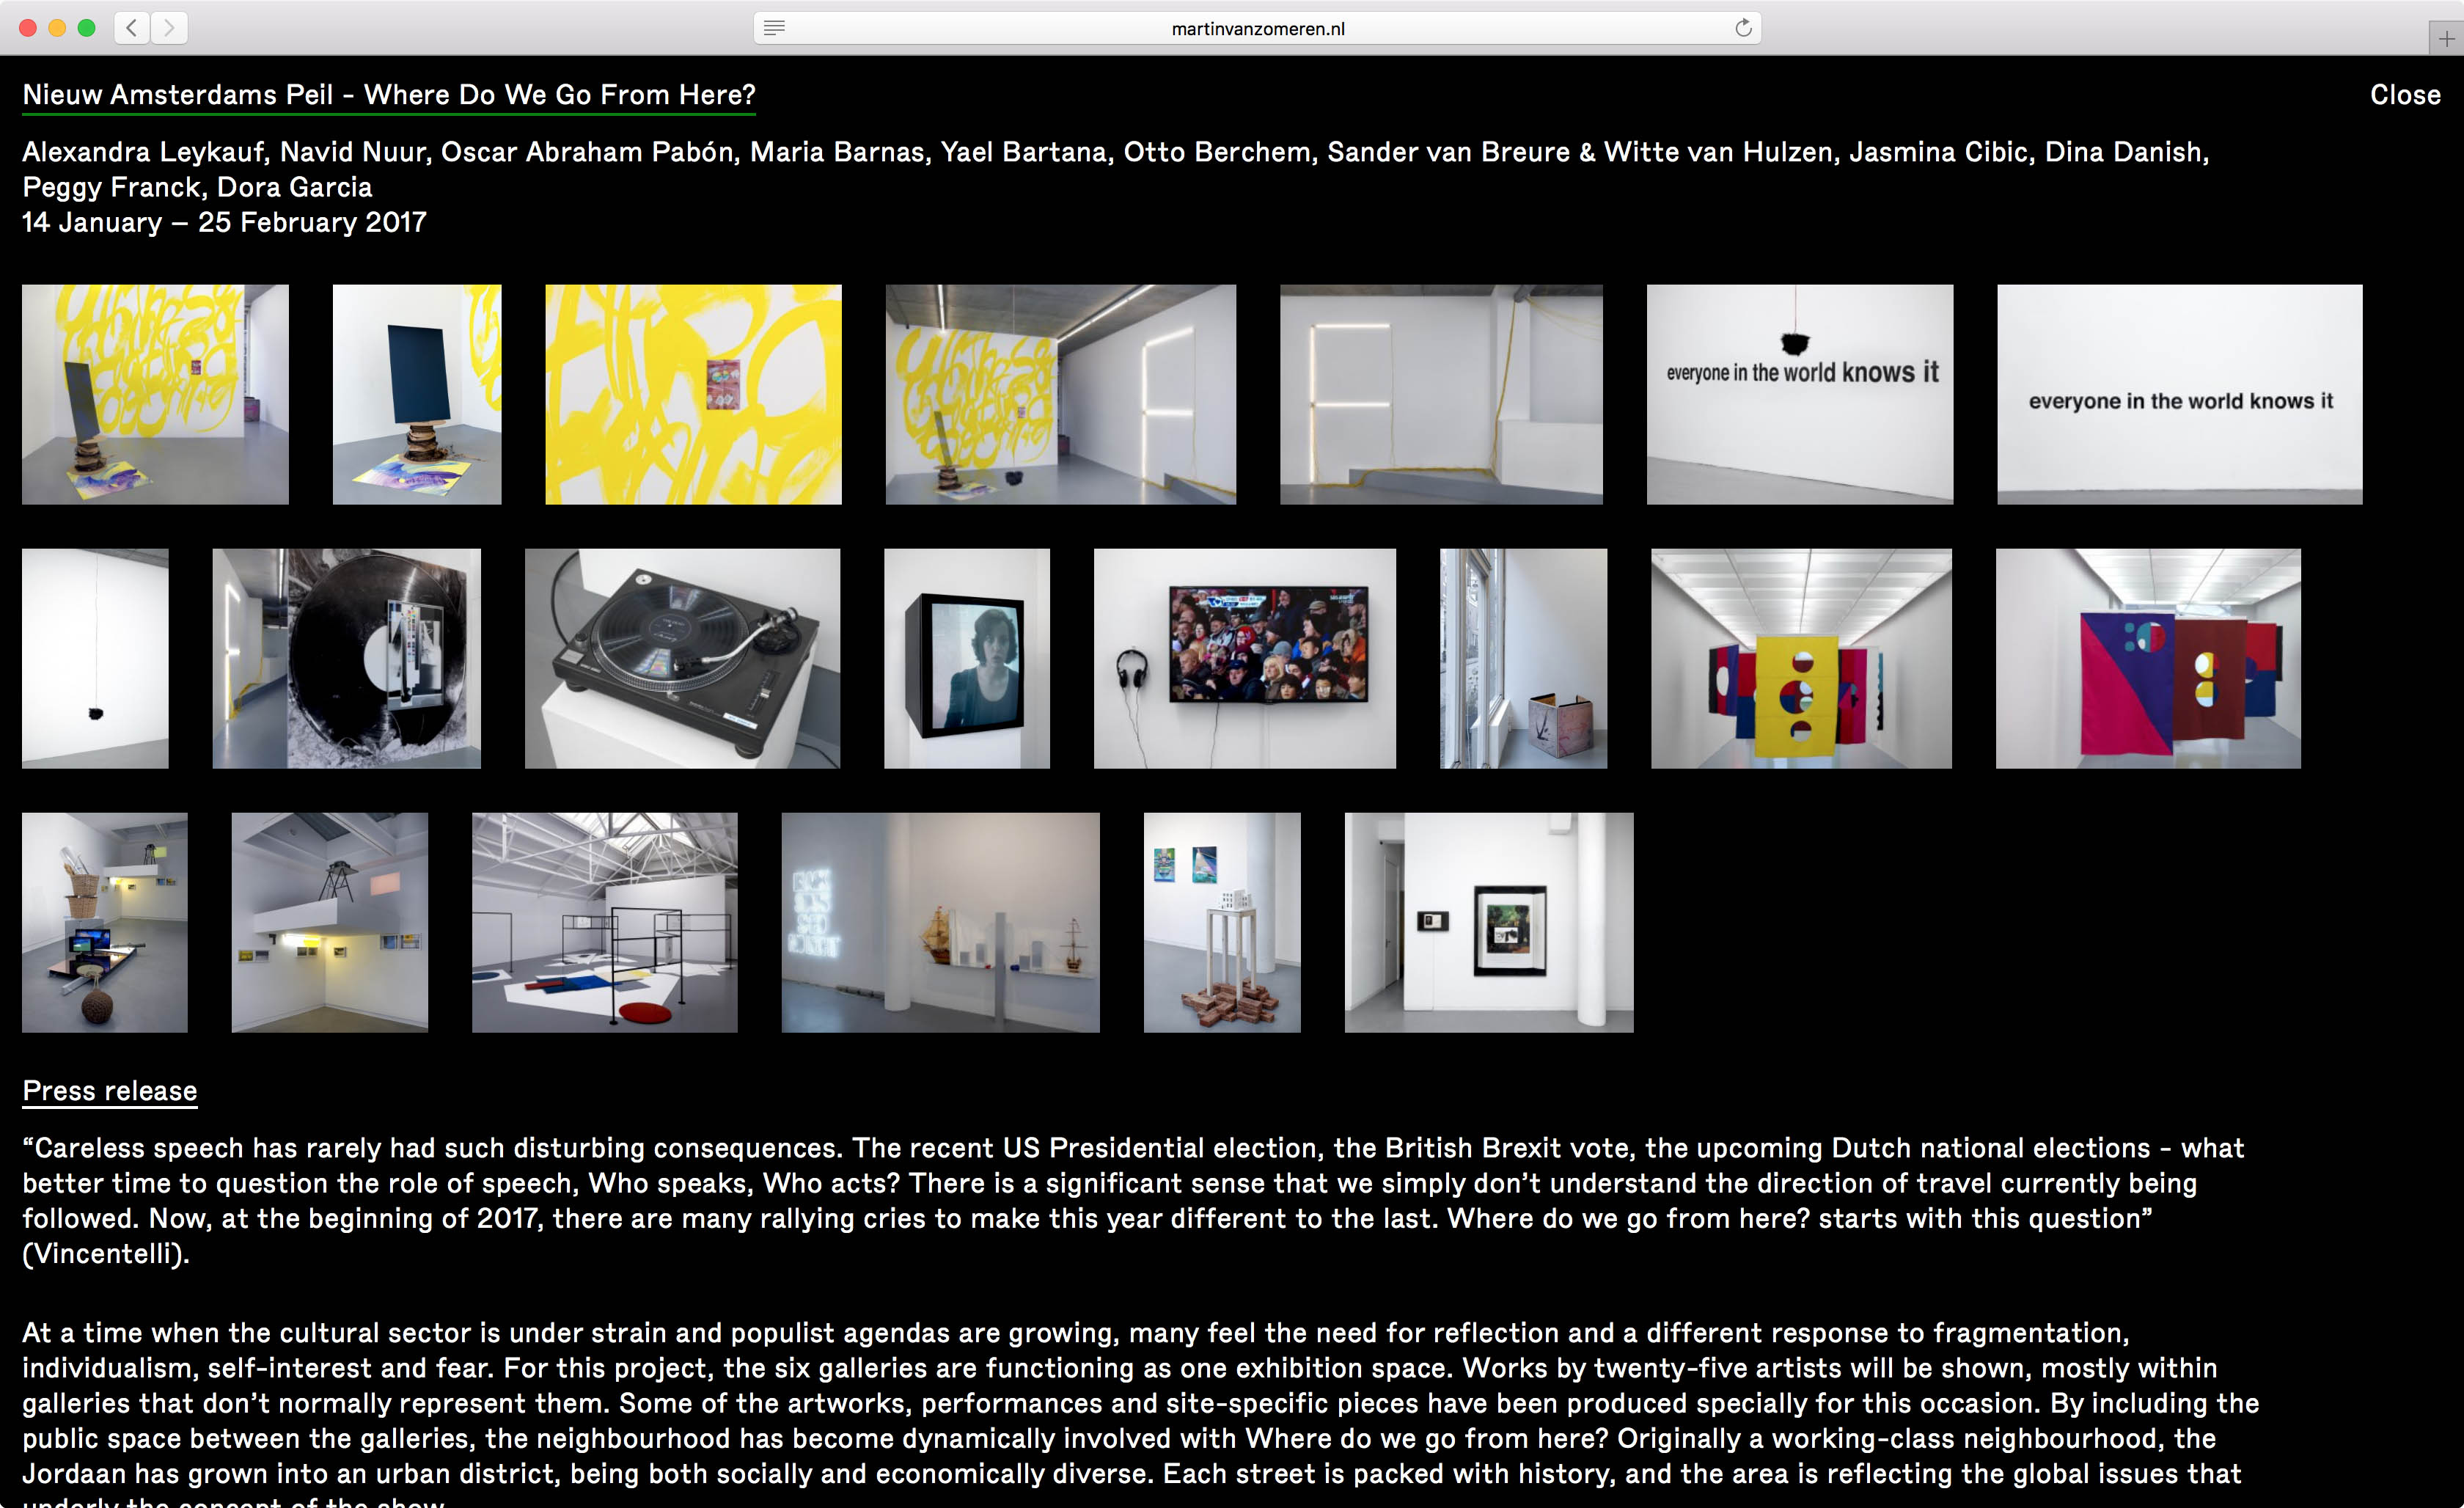 martinvanzomeren.nl
Nieuw Amsterdams Peil - Where Do We Go From Here?
Close
Alexandra Leykauf, Navid Nuur, Oscar Abraham Pabón, Maria Barnas, Yael Bartana, Otto Berchem, Sander van Breure & Witte van Hulzen, Jasmina Cibic, Dina Danish,
Peggy Franck, Dora Garcia
14 January – 25 February 2017
everyone in the world knows it
everyone in the world knows it
Press release
“Careless speech has rarely had such disturbing consequences. The recent US Presidential election, the British Brexit vote, the upcoming Dutch national elections - what
better time to question the role of speech, Who speaks, Who acts? There is a significant sense that we simply don’t understand the direction of travel currently being
followed. Now, at the beginning of 2017, there are many rallying cries to make this year different to the last. Where do we go from here? starts with this question”
(Vincentelli).
At a time when the cultural sector is under strain and populist agendas are growing, many feel the need for reflection and a different response to fragmentation,
individualism, self-interest and fear. For this project, the six galleries are functioning as one exhibition space. Works by twenty-five artists will be shown, mostly within
galleries that don’t normally represent them. Some of the artworks, performances and site-specific pieces have been produced specially for this occasion. By including the
public space between the galleries, the neighbourhood has become dynamically involved with Where do we go from here? Originally a working-class neighbourhood, the
Jordaan has grown into an urban district, being both socially and economically diverse. Each street is packed with history, and the area is reflecting the global issues that
underly the concept of the show.